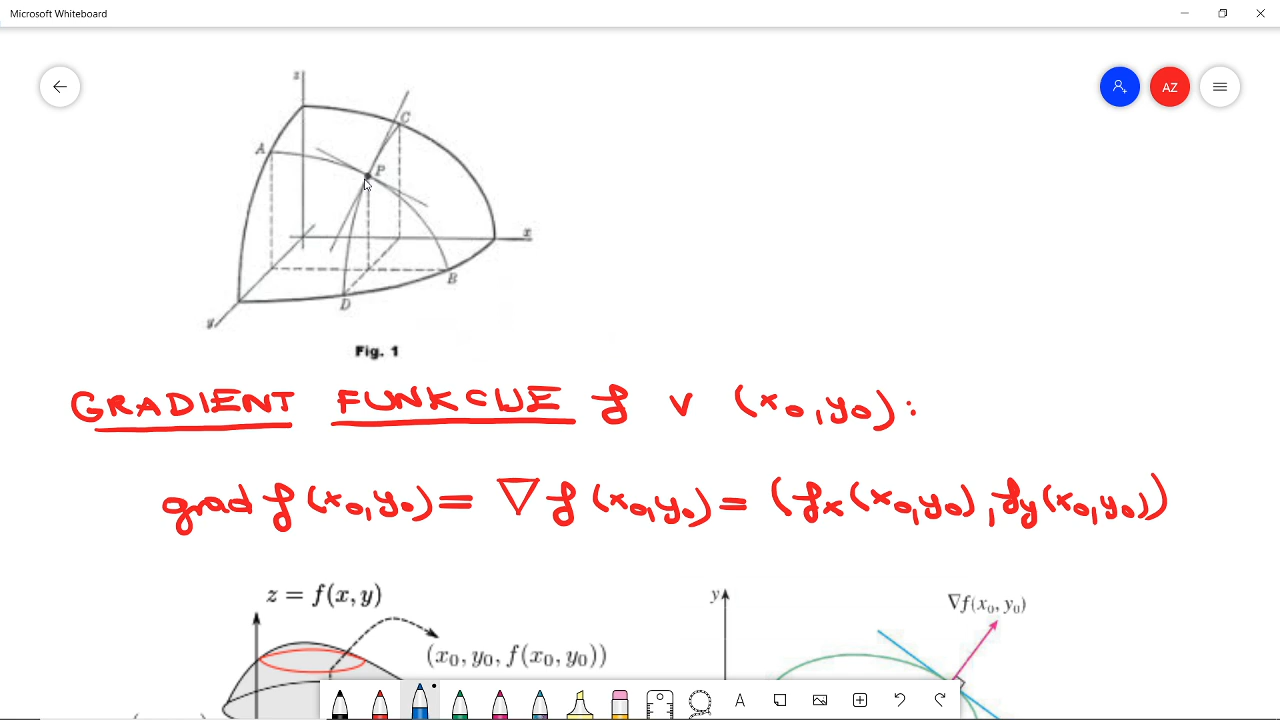 Microsoft Whiteboard
AZ
z
C
A
P
x
B
D
y
Fig. 1
GRADIENT FUNKCIJE f v (x₀,y₀):
grad f(x₀,y₀) = ∇f(x₀,y₀) = (fx(x₀,y₀), fy(x₀,y₀))
z = f(x, y)
y
∇f(x₀, y₀)
(x₀, y₀, f(x₀, y₀))
A